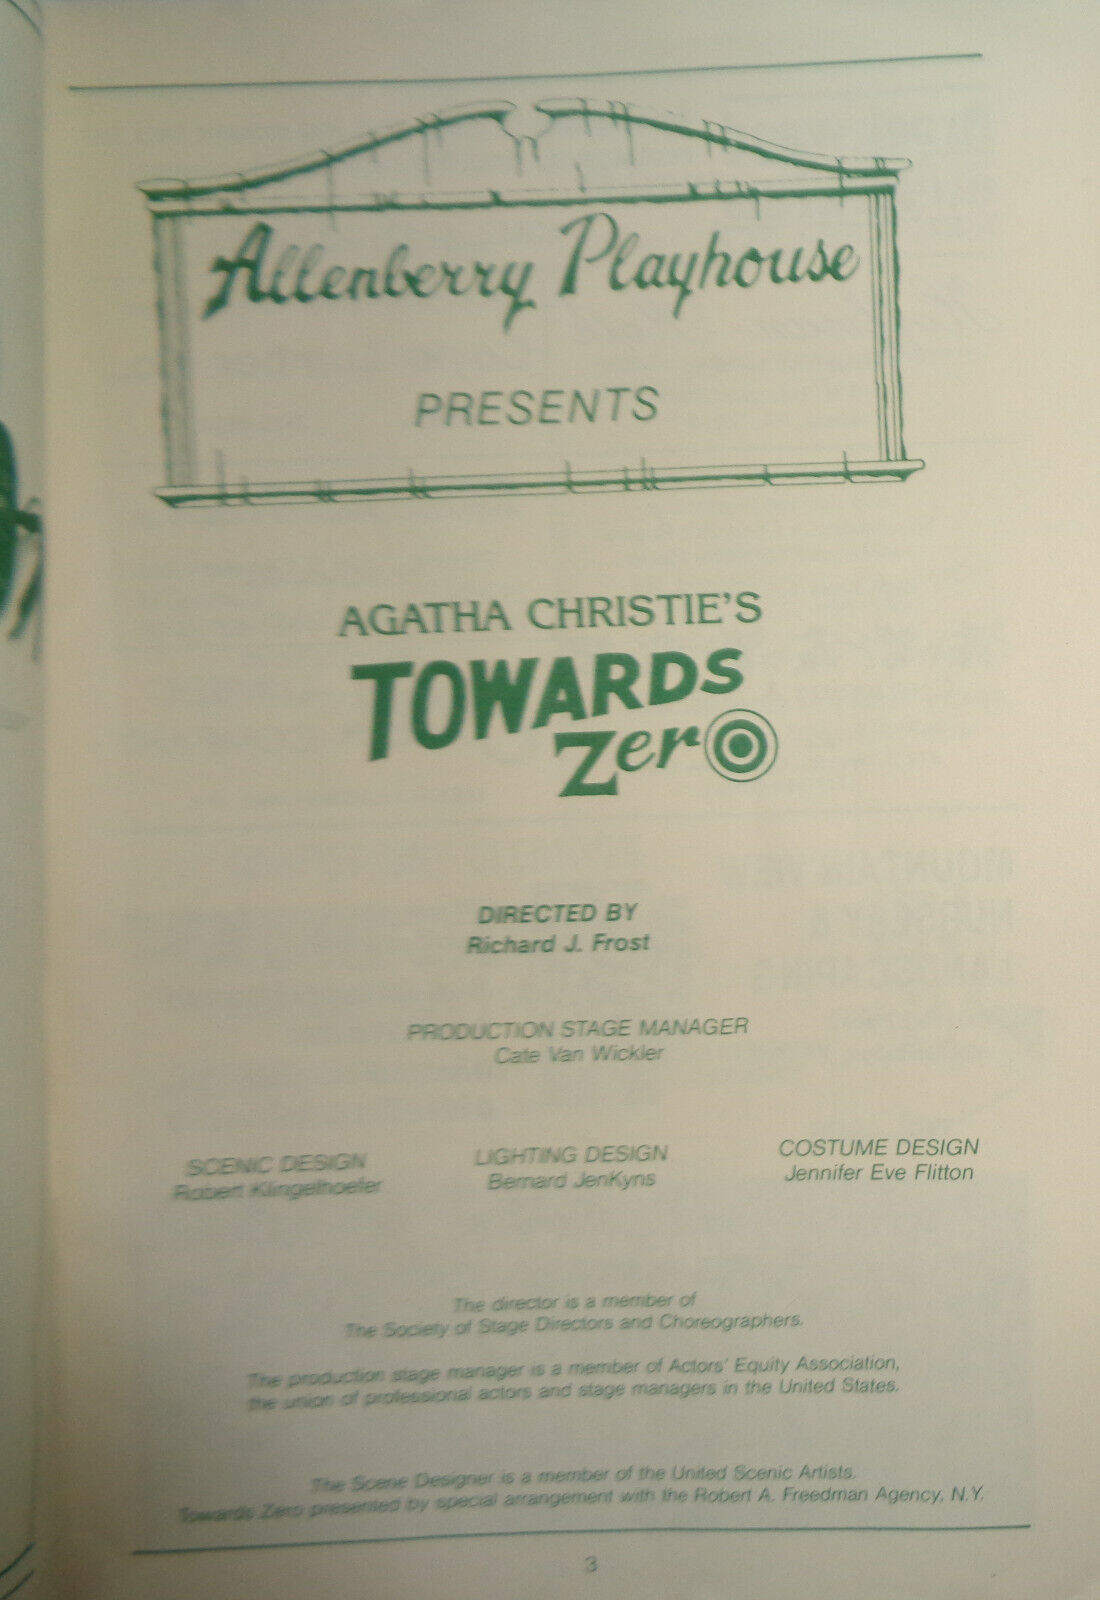 Allenberry Playhouse
PRESENTS
AGATHA CHRISTIE'S
TOWARDS
Zero
DIRECTED BY
Richard J. Frost
PRODUCTION STAGE MANAGER
Cate Van Wickler
SCENIC DESIGN
Robert Klingelhoefer
LIGHTING DESIGN
Bernard JenKyns
COSTUME DESIGN
Jennifer Eve Flitton
The director is a member of
The Society of Stage Directors and Choreographers.
The production stage manager is a member of Actors' Equity Association,
the union of professional actors and stage managers in the United States.
The Scene Designer is a member of the United Scenic Artists.
Towards Zero presented by special arrangement with the Robert A. Freedman Agency, N.Y.
3